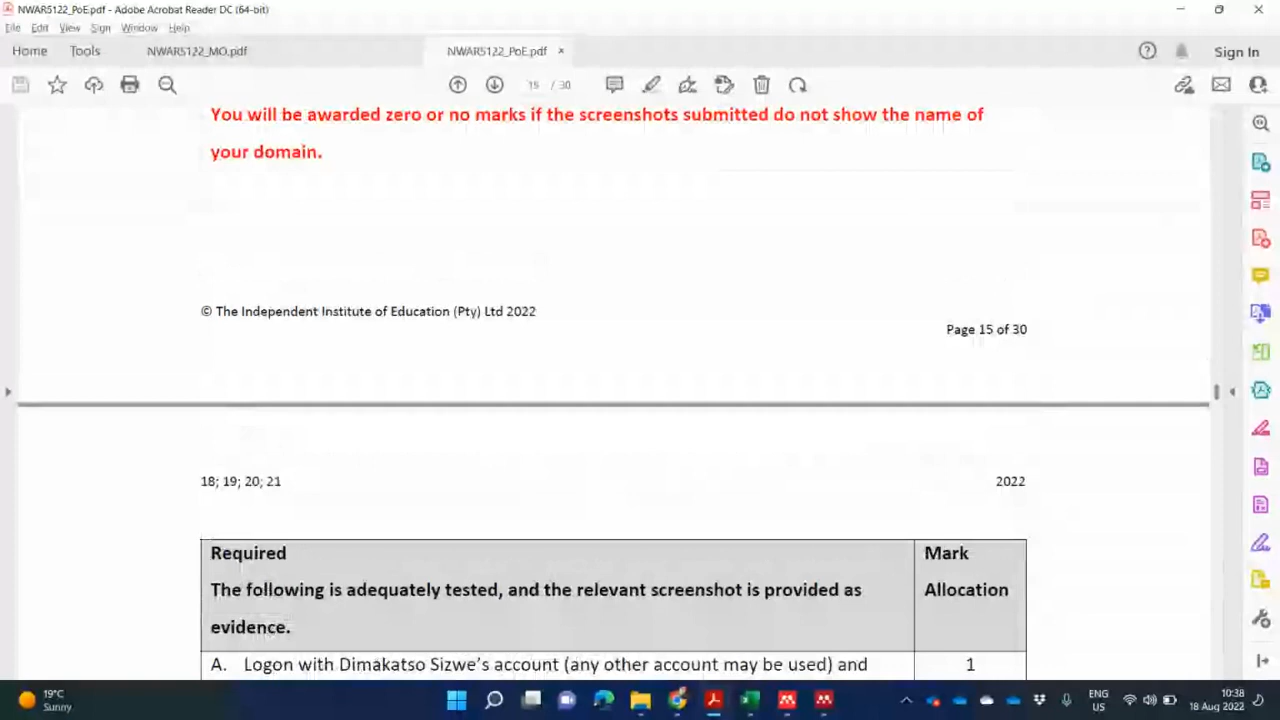 NWAR5122_PoE.pdf - Adobe Acrobat Reader DC (64-bit)
File Edit View Sign Window Help
Home Tools NWAR5122_MO.pdf NWAR5122_PoE.pdf × Sign In
15 / 30
You will be awarded zero or no marks if the screenshots submitted do not show the name of
your domain.
© The Independent Institute of Education (Pty) Ltd 2022
Page 15 of 30
18; 19; 20; 21 2022
Required Mark
The following is adequately tested, and the relevant screenshot is provided as Allocation
evidence.
A. Logon with Dimakatso Sizwe's account (any other account may be used) and 1
19°C
Sunny
ENG
US
10:38
18 Aug 2022